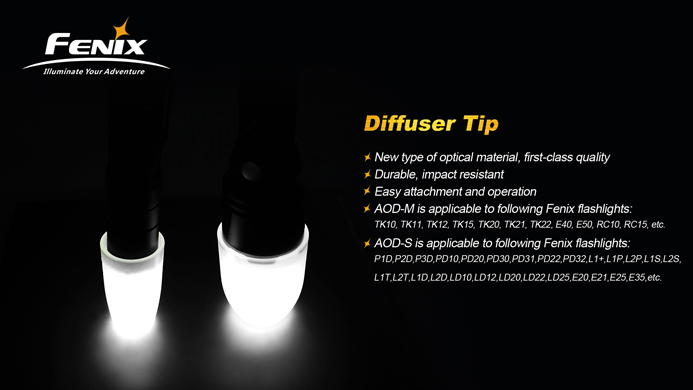 FENIX
Illuminate Your Adventure
Diffuser Tip
New type of optical material, first-class quality
Durable, impact resistant
Easy attachment and operation
AOD-M is applicable to following Fenix flashlights:
TK10, TK11, TK12, TK15, TK20, TK21, TK22, E40, E50, RC10, RC15, etc.
AOD-S is applicable to following Fenix flashlights:
P1D,P2D,P3D,PD10,PD20,PD30,PD31,PD22,PD32,L1+,L1P,L2P,L1S,L2S,
L1T,L2T,L1D,L2D,LD10,LD12,LD20,LD22,LD25,E20,E21,E25,E35,etc.